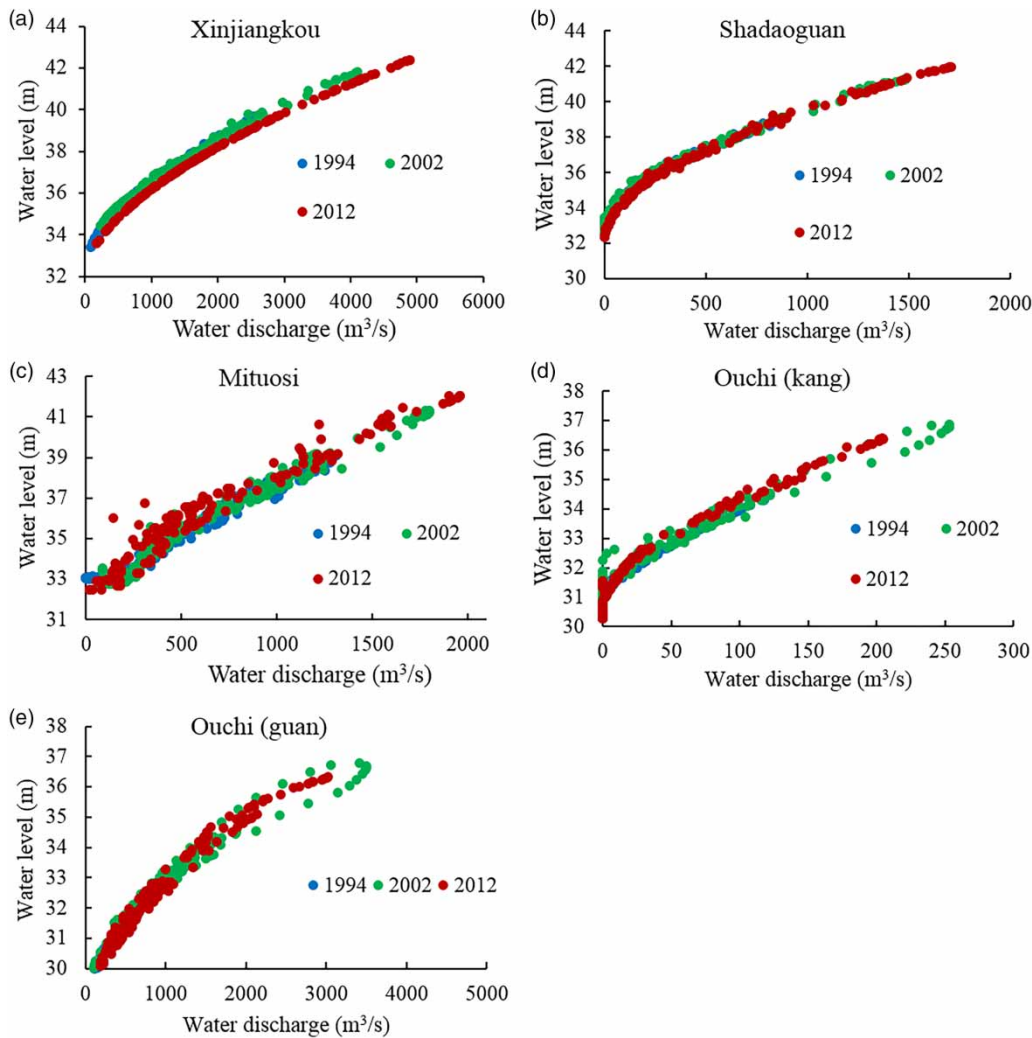 (a)
Xinjiangkou
Water level (m)
44
42
40
38
36
34
32
0 1000 2000 3000 4000 5000 6000
Water discharge (m³/s)
1994 2002
2012
(b)
Shadaoguan
Water level (m)
44
42
40
38
36
34
32
30
0 500 1000 1500 2000
Water discharge (m³/s)
1994 2002
2012
(c)
Mituosi
Water level (m)
43
41
39
37
35
33
31
0 500 1000 1500 2000
Water discharge (m³/s)
1994 2002
2012
(d)
Ouchi (kang)
Water level (m)
38
37
36
35
34
33
32
31
30
0 50 100 150 200 250 300
Water discharge (m³/s)
1994 2002
2012
(e)
Ouchi (guan)
Water level (m)
38
37
36
35
34
33
32
31
30
0 1000 2000 3000 4000 5000
Water discharge (m³/s)
1994 2002 2012